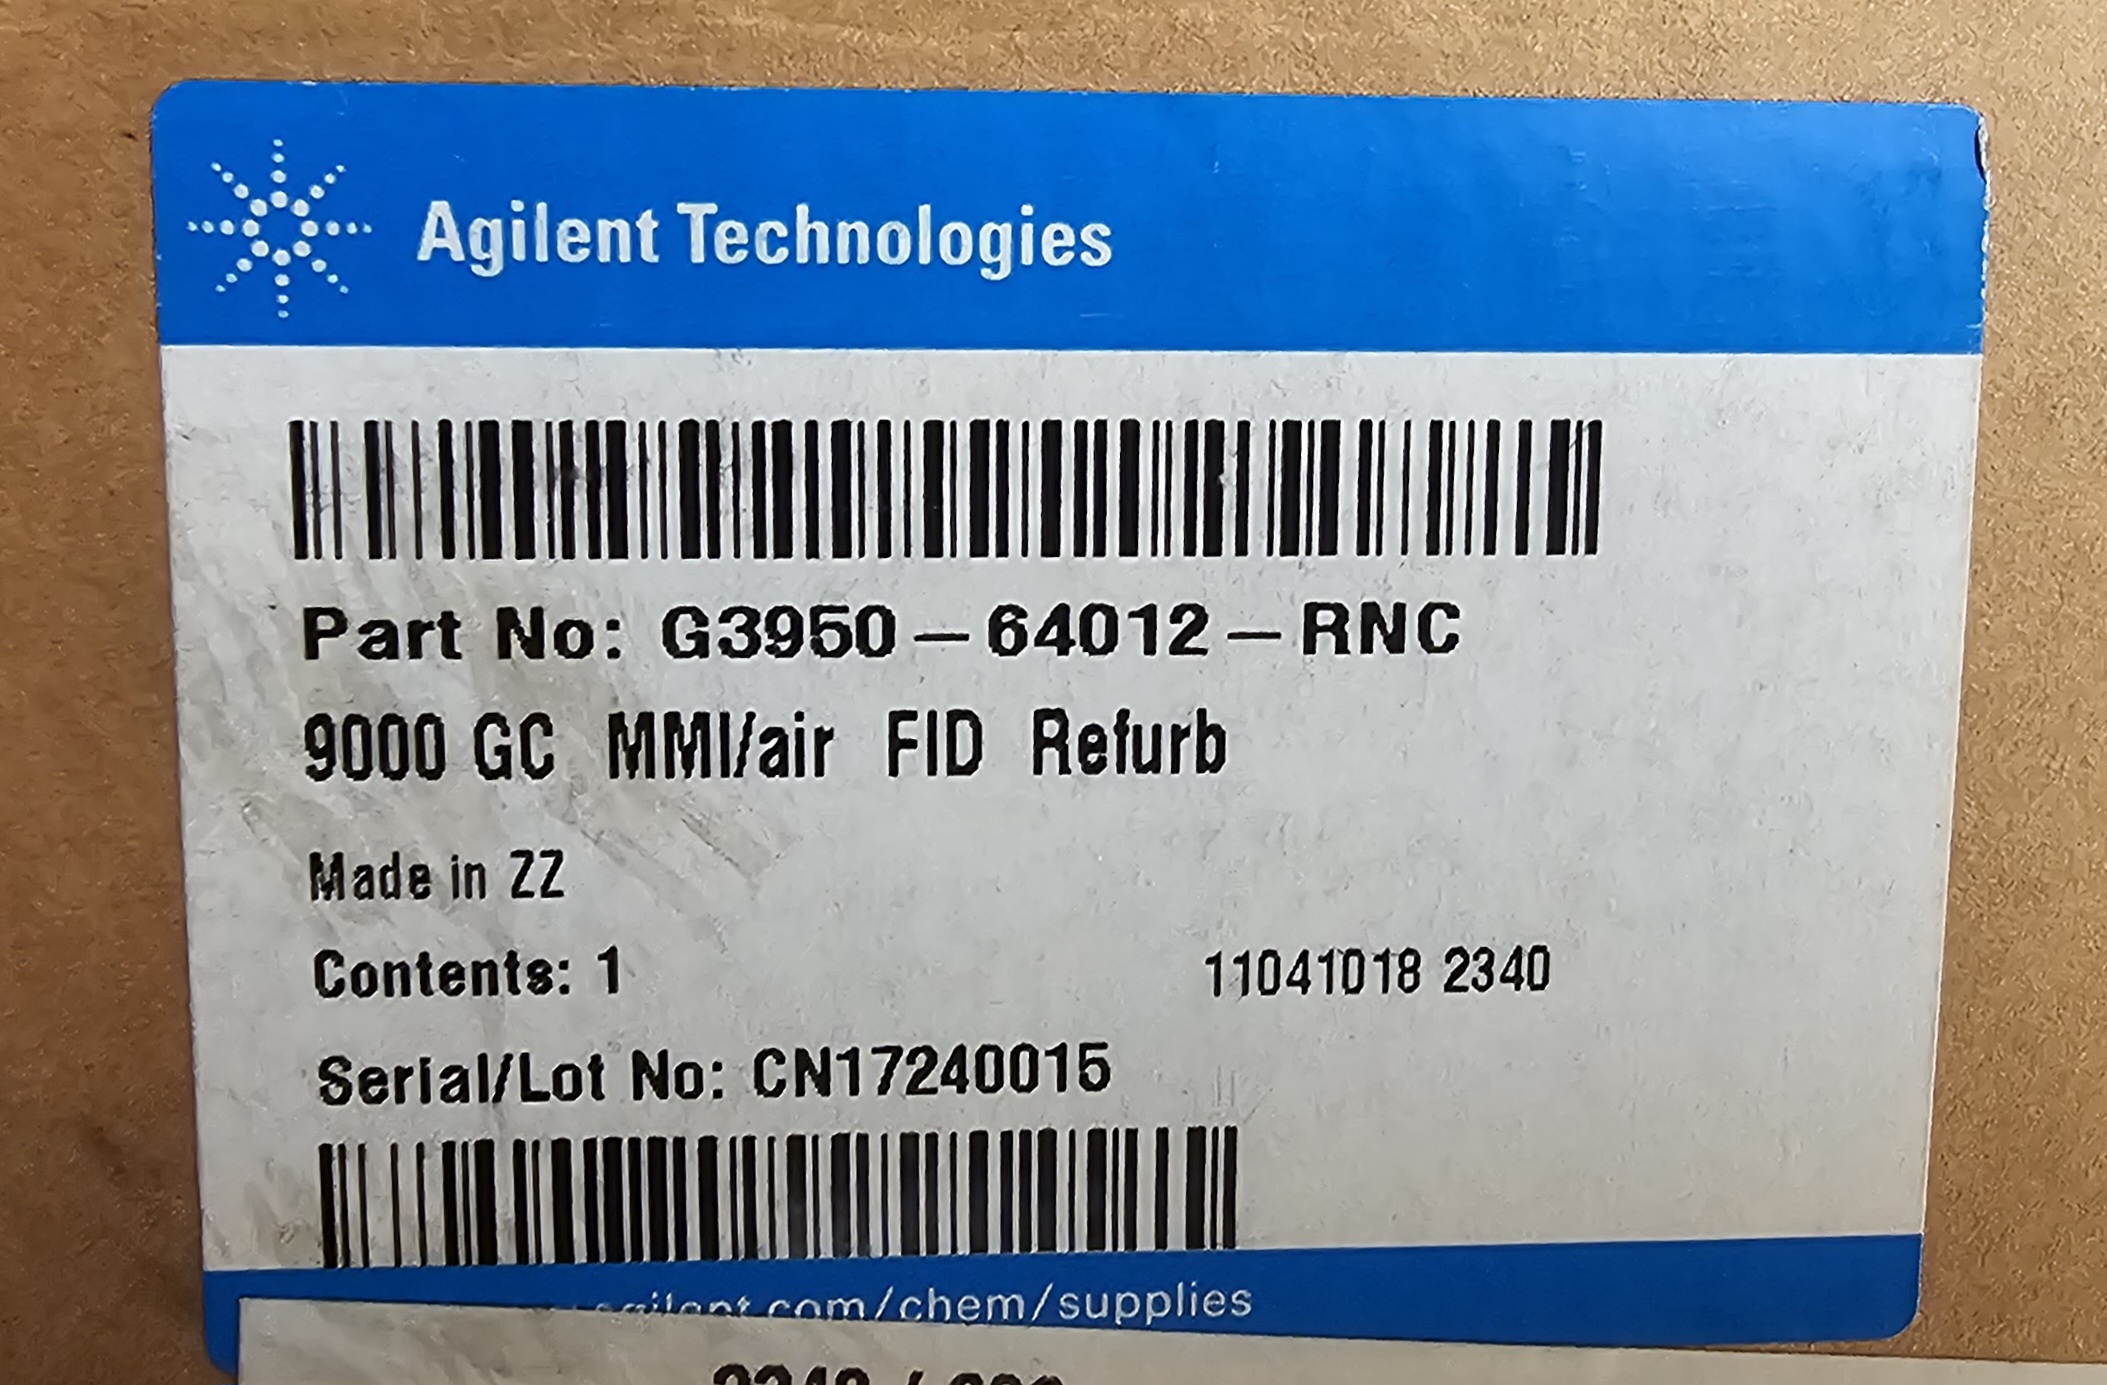 Agilent Technologies
Part No: G3950-64012-RNC
9000 GC MMI/air FID Refurb
Made in ZZ
Contents: 1
11041018 2340
Serial/Lot No: CN17240015
agilent.com/chem/supplies